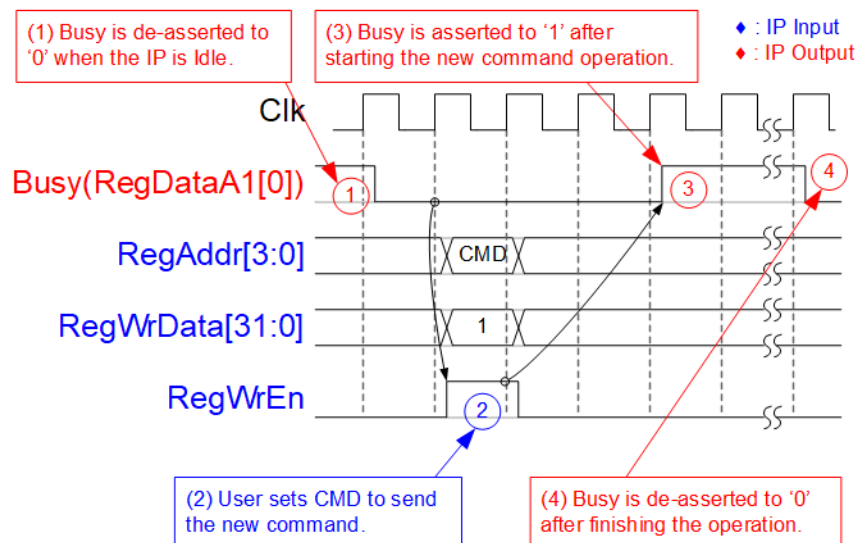 (1) Busy is de-asserted to
‘0’ when the IP is Idle.
(3) Busy is asserted to ‘1’ after
starting the new command operation.
♦ : IP Input
♦ : IP Output
Clk
Busy(RegDataA1[0])
1
3
4
RegAddr[3:0]
CMD
RegWrData[31:0]
1
RegWrEn
2
(2) User sets CMD to send
the new command.
(4) Busy is de-asserted to ‘0’
after finishing the operation.